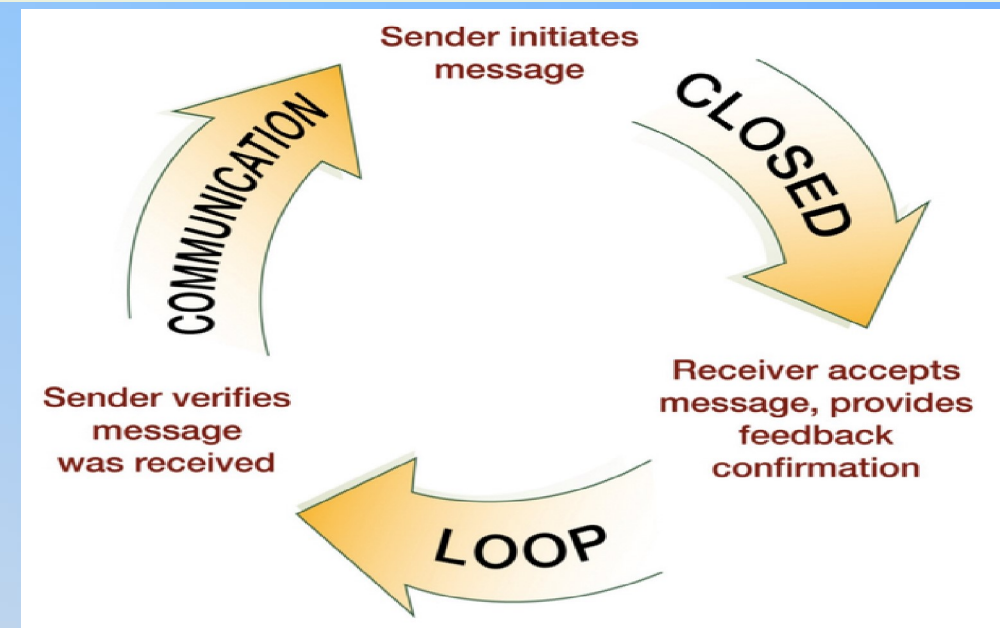 Sender initiates
message
CLOSED
Receiver accepts
message, provides
feedback
confirmation
LOOP
Sender verifies
message
was received
COMMUNICATION